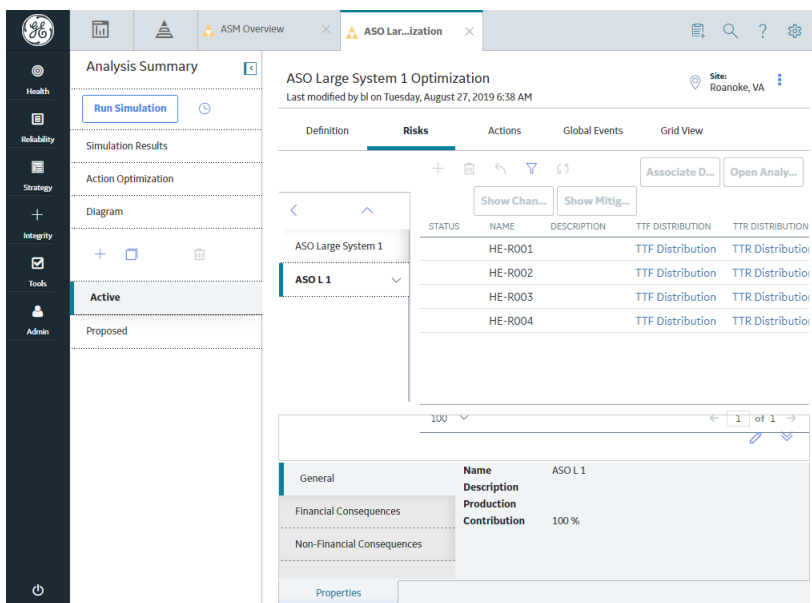 ASM Overview
ASO Lar...ization
Health
Reliability
Strategy
Integrity
Tools
Admin
Analysis Summary
Run Simulation
Simulation Results
Action Optimization
Diagram
Active
Proposed
ASO Large System 1 Optimization
Last modified by bl on Tuesday, August 27, 2019 6:38 AM
Site:
Roanoke, VA
Definition Risks Actions Global Events Grid View
Associate D... Open Analy...
Show Chan... Show Mitig...
ASO Large System 1
ASO L 1
STATUS NAME DESCRIPTION TTF DISTRIBUTION TTR DISTRIBUTION
HE-R001 TTF Distribution TTR Distributio
HE-R002 TTF Distribution TTR Distributio
HE-R003 TTF Distribution TTR Distributio
HE-R004 TTF Distribution TTR Distributio
100 1 of 1
General
Financial Consequences
Non-Financial Consequences
Name ASO L 1
Description
Production
Contribution 100 %
Properties